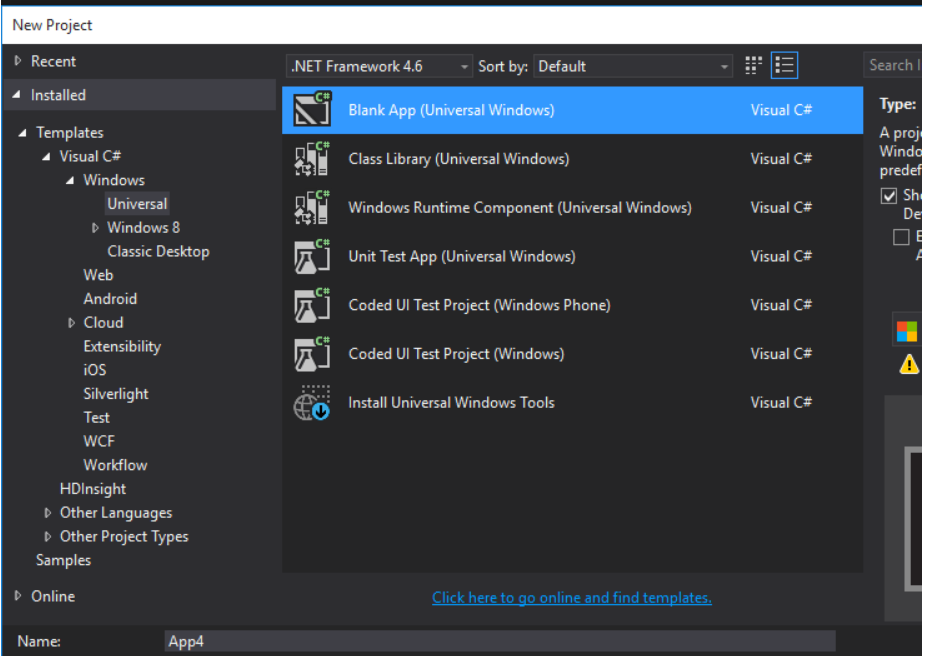 New Project
Recent
.NET Framework 4.6 Sort by: Default
Search
Installed
Templates
Visual C#
Windows
Universal
Windows 8
Classic Desktop
Web
Android
Cloud
Extensibility
iOS
Silverlight
Test
WCF
Workflow
HDInsight
Other Languages
Other Project Types
Samples
Online
C# Blank App (Universal Windows) Visual C#
C# Class Library (Universal Windows) Visual C#
C# Windows Runtime Component (Universal Windows) Visual C#
C# Unit Test App (Universal Windows) Visual C#
C# Coded UI Test Project (Windows Phone) Visual C#
C# Coded UI Test Project (Windows) Visual C#
Install Universal Windows Tools Visual C#
Click here to go online and find templates.
Type:
A proj
Windo
predef
Sho
De
Name: App4